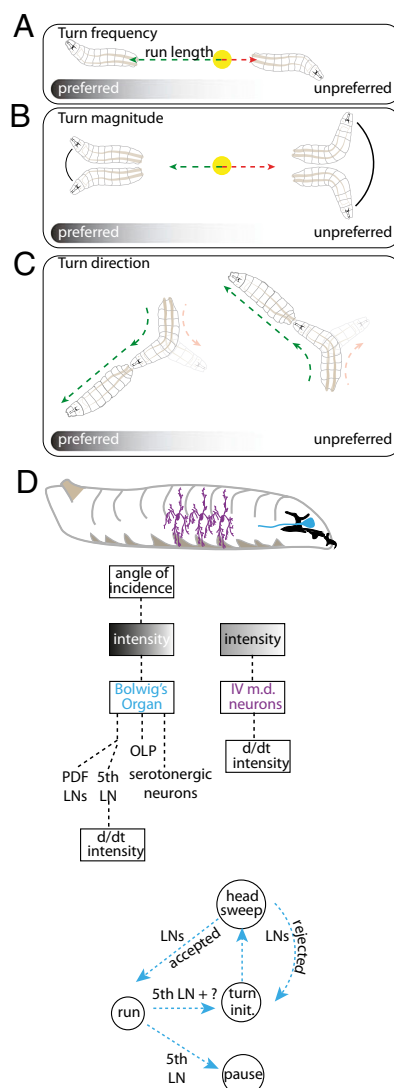 A
Turn frequency
run length
preferred
unpreferred
B
Turn magnitude
preferred
unpreferred
C
Turn direction
preferred
unpreferred
D
angle of
incidence
intensity
intensity
Bolwig's
Organ
IV m.d.
neurons
OLP
d/dt
intensity
PDF
LNs
5th
LN
serotonergic
neurons
d/dt
intensity
head
sweep
LNs
accepted
LNs
rejected
run
5th LN + ?
turn
init.
5th
LN
pause